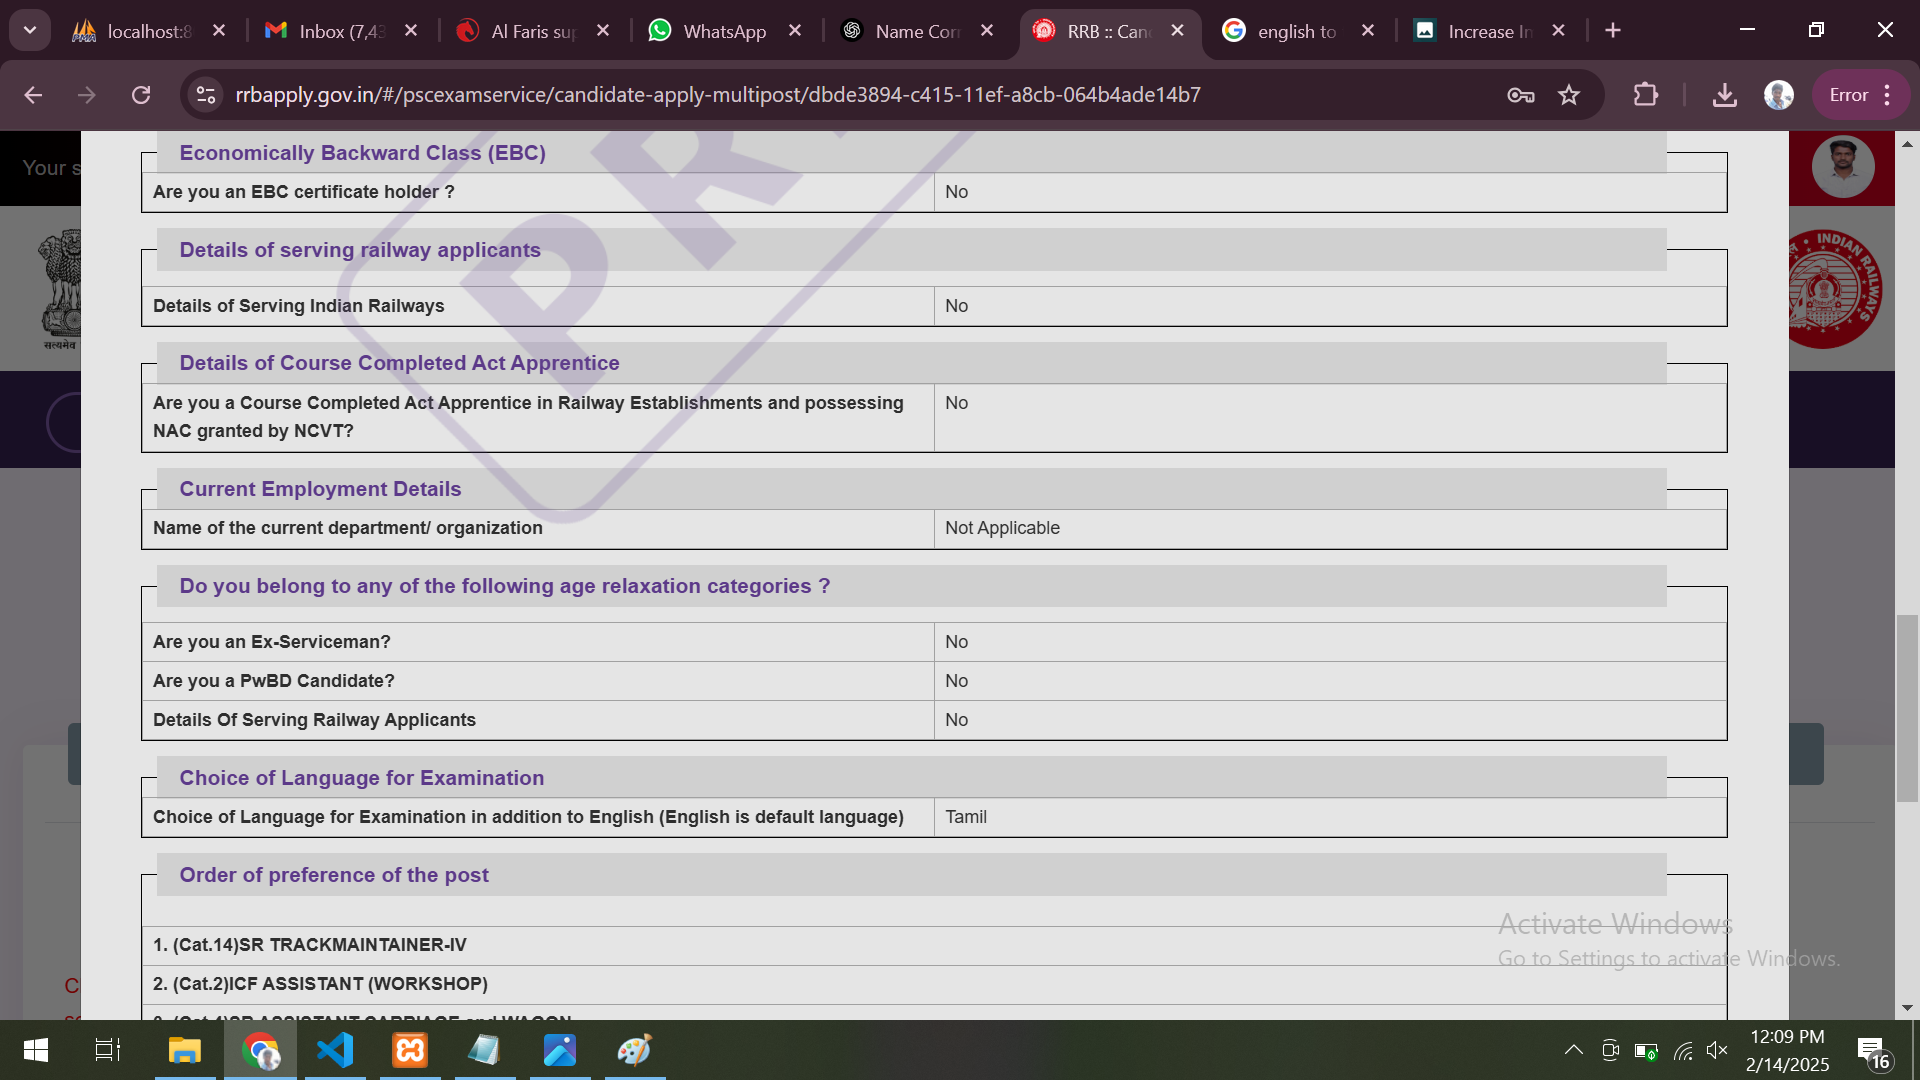 localhost:8
Inbox (7,43
Al Faris sup
WhatsApp
Name Corr
RRB :: Cand
english to
Increase In
rrbapply.gov.in/#/pscexamservice/candidate-apply-multipost/dbde3894-c415-11ef-a8cb-064b4ade14b7
Error
Your s
Economically Backward Class (EBC)
Are you an EBC certificate holder ? No
Details of serving railway applicants
Details of Serving Indian Railways No
INDIAN RAILWAYS
सत्यमेव
Details of Course Completed Act Apprentice
Are you a Course Completed Act Apprentice in Railway Establishments and possessing No
NAC granted by NCVT?
Current Employment Details
Name of the current department/ organization Not Applicable
Do you belong to any of the following age relaxation categories ?
Are you an Ex-Serviceman? No
Are you a PwBD Candidate? No
Details Of Serving Railway Applicants No
Choice of Language for Examination
Choice of Language for Examination in addition to English (English is default language) Tamil
Order of preference of the post
1. (Cat.14)SR TRACKMAINTAINER-IV
2. (Cat.2)ICF ASSISTANT (WORKSHOP)
Activate Windows
Go to Settings to activate Windows.
12:09 PM
2/14/2025
16